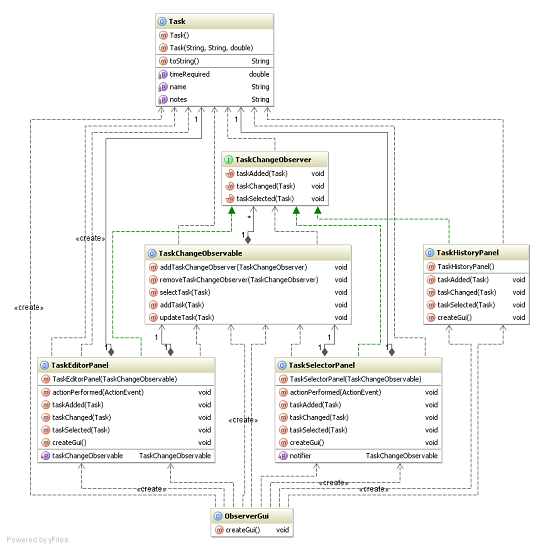 Task
Task()
Task(String, String, double)
toString() String
timeRequired double
name String
notes String
«create»
1
1
TaskChangeObserver
taskAdded(Task) void
taskChanged(Task) void
taskSelected(Task) void
*
«create»
1
TaskChangeObservable
addTaskChangeObserver(TaskChangeObserver) void
removeTaskChangeObserver(TaskChangeObserver) void
selectTask(Task) void
addTask(Task) void
updateTask(Task) void
TaskHistoryPanel
TaskHistoryPanel()
taskAdded(Task) void
taskChanged(Task) void
taskSelected(Task) void
createGui() void
«create»
1
1
1
1
1
1
TaskEditorPanel
TaskEditorPanel(TaskChangeObservable)
actionPerformed(ActionEvent) void
taskAdded(Task) void
taskChanged(Task) void
taskSelected(Task) void
createGui() void
taskChangeObservable TaskChangeObservable
TaskSelectorPanel
TaskSelectorPanel(TaskChangeObservable)
actionPerformed(ActionEvent) void
taskAdded(Task) void
taskChanged(Task) void
taskSelected(Task) void
createGui() void
notifier TaskChangeObservable
«create»
«create»
«create»
«create»
ObserverGui
createGui() void
Powered by yFiles